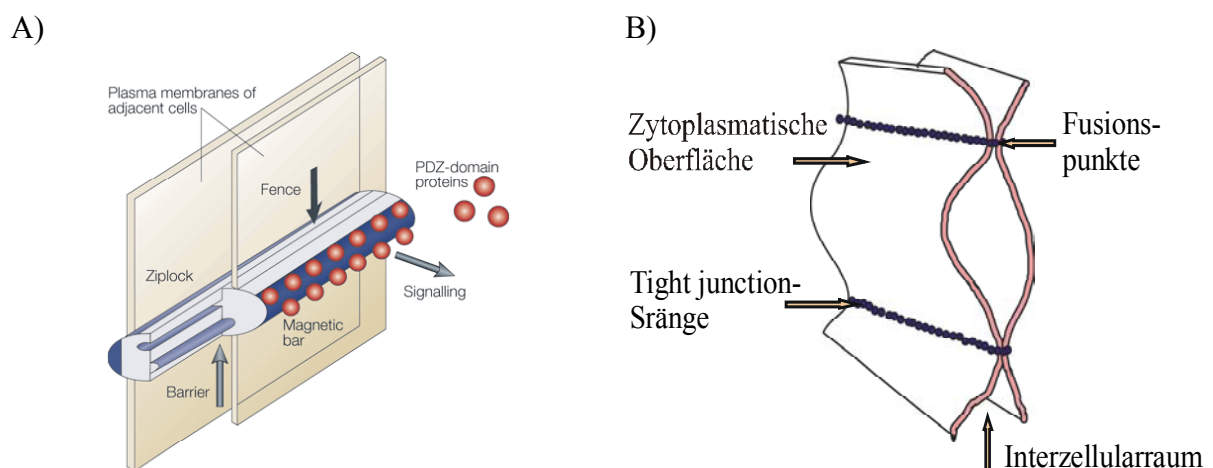 A)
Plasma membranes of
adjacent cells
Fence
PDZ-domain
proteins
Ziplock
Signalling
Magnetic
bar
Barrier
B)
Zytoplasmatische
Oberfläche
Fusions-
punkte
Tight junction-
Sränge
Interzellularraum